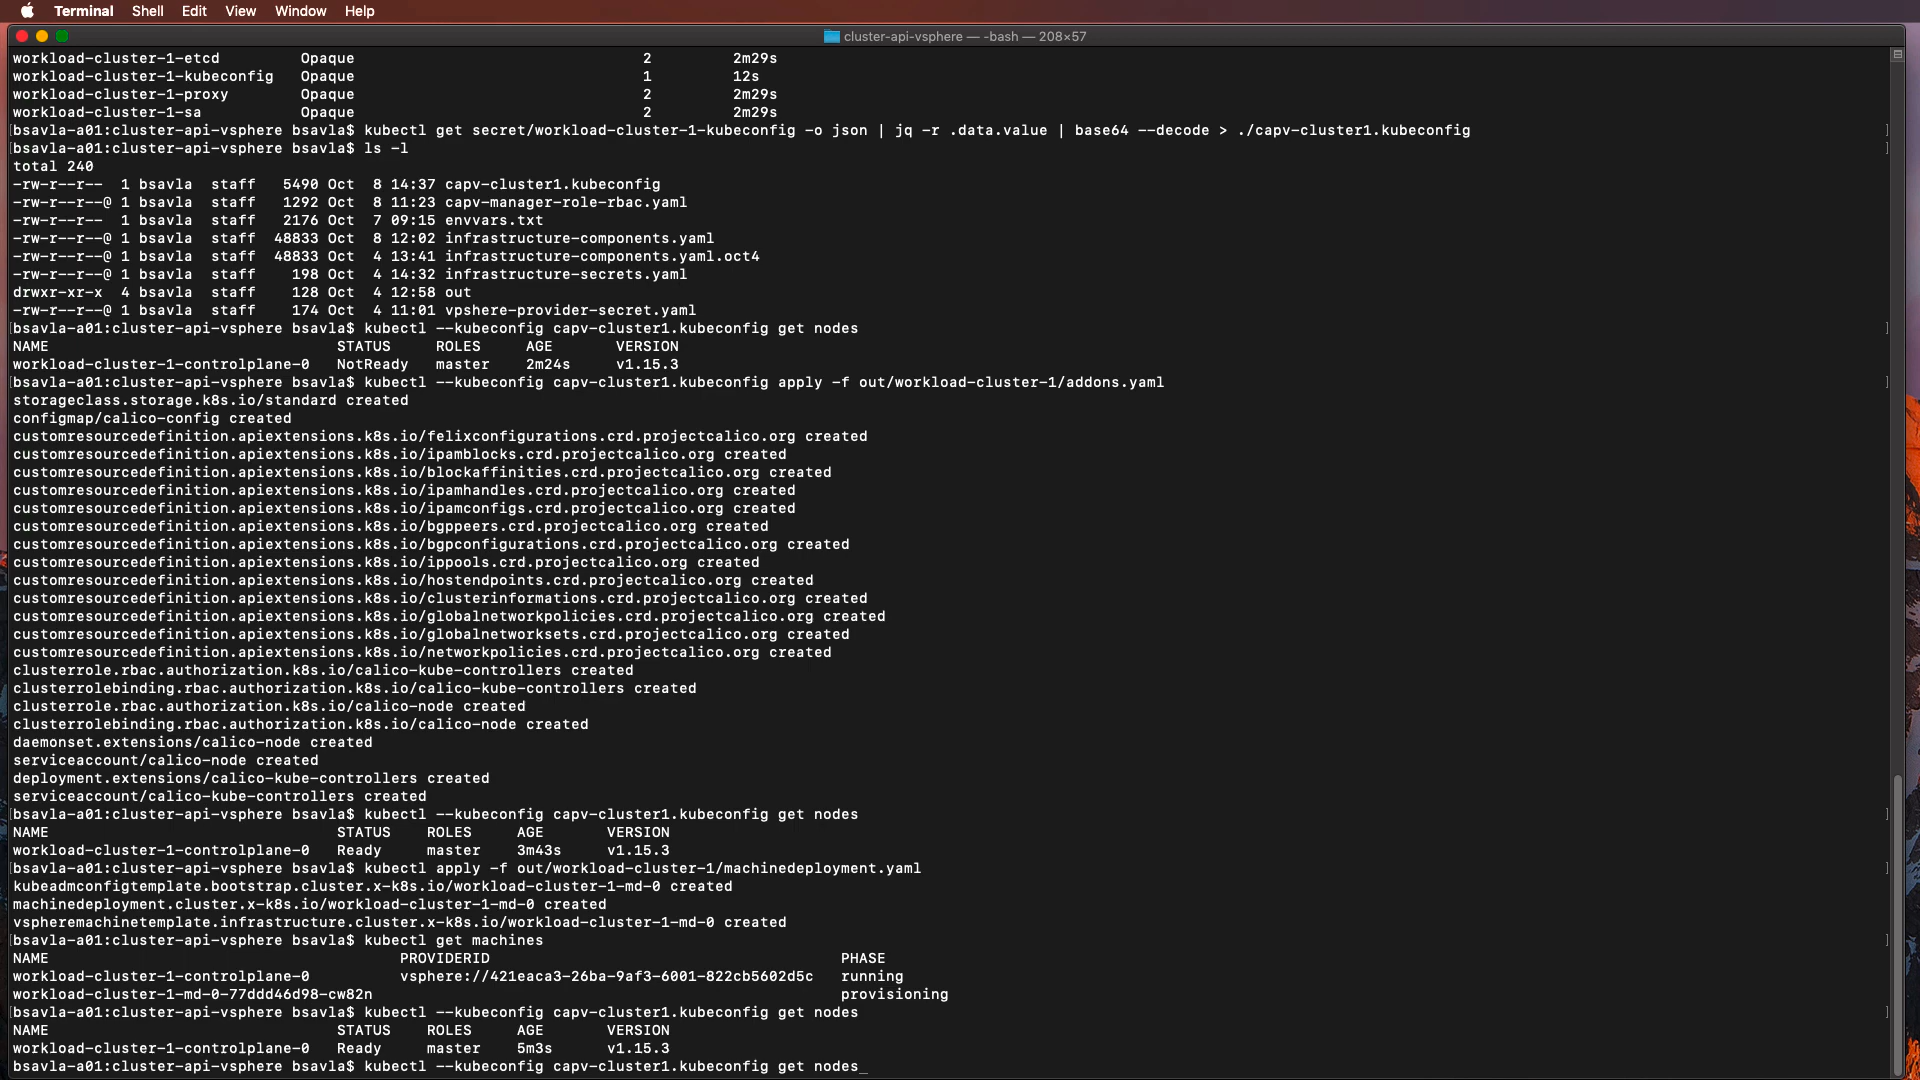 Terminal Shell Edit View Window Help
cluster-api-vsphere — -bash — 208×57
workload-cluster-1-etcd Opaque 2 2m29s
workload-cluster-1-kubeconfig Opaque 1 12s
workload-cluster-1-proxy Opaque 2 2m29s
workload-cluster-1-sa Opaque 2 2m29s
[bsavla-a01:cluster-api-vsphere bsavla$ kubectl get secret/workload-cluster-1-kubeconfig -o json | jq -r .data.value | base64 --decode > ./capv-cluster1.kubeconfig ]
[bsavla-a01:cluster-api-vsphere bsavla$ ls -l ]
total 240
-rw-r--r-- 1 bsavla staff 5490 Oct 8 14:37 capv-cluster1.kubeconfig
-rw-r--r--@ 1 bsavla staff 1292 Oct 8 11:23 capv-manager-role-rbac.yaml
-rw-r--r-- 1 bsavla staff 2176 Oct 7 09:15 envvars.txt
-rw-r--r--@ 1 bsavla staff 48833 Oct 8 12:02 infrastructure-components.yaml
-rw-r--r--@ 1 bsavla staff 48833 Oct 4 13:41 infrastructure-components.yaml.oct4
-rw-r--r--@ 1 bsavla staff 198 Oct 4 14:32 infrastructure-secrets.yaml
drwxr-xr-x 4 bsavla staff 128 Oct 4 12:58 out
-rw-r--r--@ 1 bsavla staff 174 Oct 4 11:01 vpshere-provider-secret.yaml
[bsavla-a01:cluster-api-vsphere bsavla$ kubectl --kubeconfig capv-cluster1.kubeconfig get nodes ]
NAME STATUS ROLES AGE VERSION
workload-cluster-1-controlplane-0 NotReady master 2m24s v1.15.3
[bsavla-a01:cluster-api-vsphere bsavla$ kubectl --kubeconfig capv-cluster1.kubeconfig apply -f out/workload-cluster-1/addons.yaml ]
storageclass.storage.k8s.io/standard created
configmap/calico-config created
customresourcedefinition.apiextensions.k8s.io/felixconfigurations.crd.projectcalico.org created
customresourcedefinition.apiextensions.k8s.io/ipamblocks.crd.projectcalico.org created
customresourcedefinition.apiextensions.k8s.io/blockaffinities.crd.projectcalico.org created
customresourcedefinition.apiextensions.k8s.io/ipamhandles.crd.projectcalico.org created
customresourcedefinition.apiextensions.k8s.io/ipamconfigs.crd.projectcalico.org created
customresourcedefinition.apiextensions.k8s.io/bgppeers.crd.projectcalico.org created
customresourcedefinition.apiextensions.k8s.io/bgpconfigurations.crd.projectcalico.org created
customresourcedefinition.apiextensions.k8s.io/ippools.crd.projectcalico.org created
customresourcedefinition.apiextensions.k8s.io/hostendpoints.crd.projectcalico.org created
customresourcedefinition.apiextensions.k8s.io/clusterinformations.crd.projectcalico.org created
customresourcedefinition.apiextensions.k8s.io/globalnetworkpolicies.crd.projectcalico.org created
customresourcedefinition.apiextensions.k8s.io/globalnetworksets.crd.projectcalico.org created
customresourcedefinition.apiextensions.k8s.io/networkpolicies.crd.projectcalico.org created
clusterrole.rbac.authorization.k8s.io/calico-kube-controllers created
clusterrolebinding.rbac.authorization.k8s.io/calico-kube-controllers created
clusterrole.rbac.authorization.k8s.io/calico-node created
clusterrolebinding.rbac.authorization.k8s.io/calico-node created
daemonset.extensions/calico-node created
serviceaccount/calico-node created
deployment.extensions/calico-kube-controllers created
serviceaccount/calico-kube-controllers created
[bsavla-a01:cluster-api-vsphere bsavla$ kubectl --kubeconfig capv-cluster1.kubeconfig get nodes ]
NAME STATUS ROLES AGE VERSION
workload-cluster-1-controlplane-0 Ready master 3m43s v1.15.3
[bsavla-a01:cluster-api-vsphere bsavla$ kubectl apply -f out/workload-cluster-1/machinedeployment.yaml ]
kubeadmconfigtemplate.bootstrap.cluster.x-k8s.io/workload-cluster-1-md-0 created
machinedeployment.cluster.x-k8s.io/workload-cluster-1-md-0 created
vspheremachinetemplate.infrastructure.cluster.x-k8s.io/workload-cluster-1-md-0 created
[bsavla-a01:cluster-api-vsphere bsavla$ kubectl get machines ]
NAME PROVIDERID PHASE
workload-cluster-1-controlplane-0 vsphere://421eaca3-26ba-9af3-6001-822cb5602d5c running
workload-cluster-1-md-0-77ddd46d98-cw82n provisioning
[bsavla-a01:cluster-api-vsphere bsavla$ kubectl --kubeconfig capv-cluster1.kubeconfig get nodes ]
NAME STATUS ROLES AGE VERSION
workload-cluster-1-controlplane-0 Ready master 5m3s v1.15.3
bsavla-a01:cluster-api-vsphere bsavla$ kubectl --kubeconfig capv-cluster1.kubeconfig get nodes_